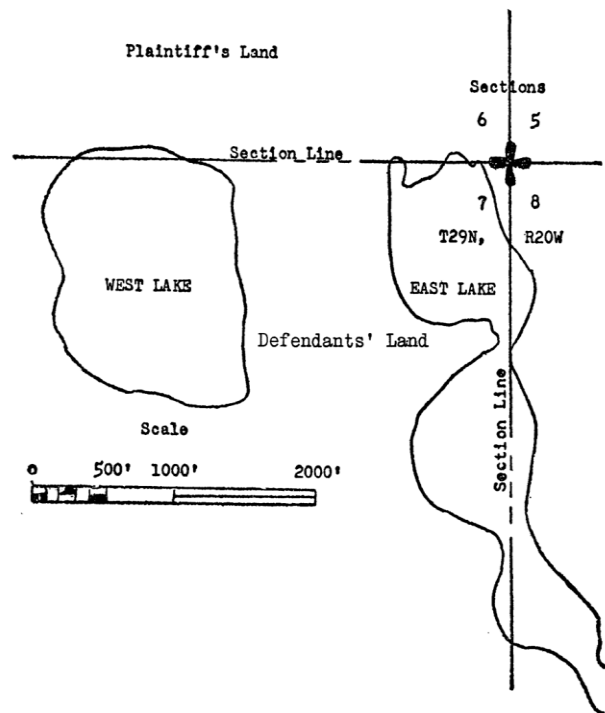 Plaintiff's Land
Sections
6 5
Section Line
7 8
T29N, R20W
WEST LAKE
EAST LAKE
Defendants' Land
Section Line
Scale
0 500' 1000' 2000'